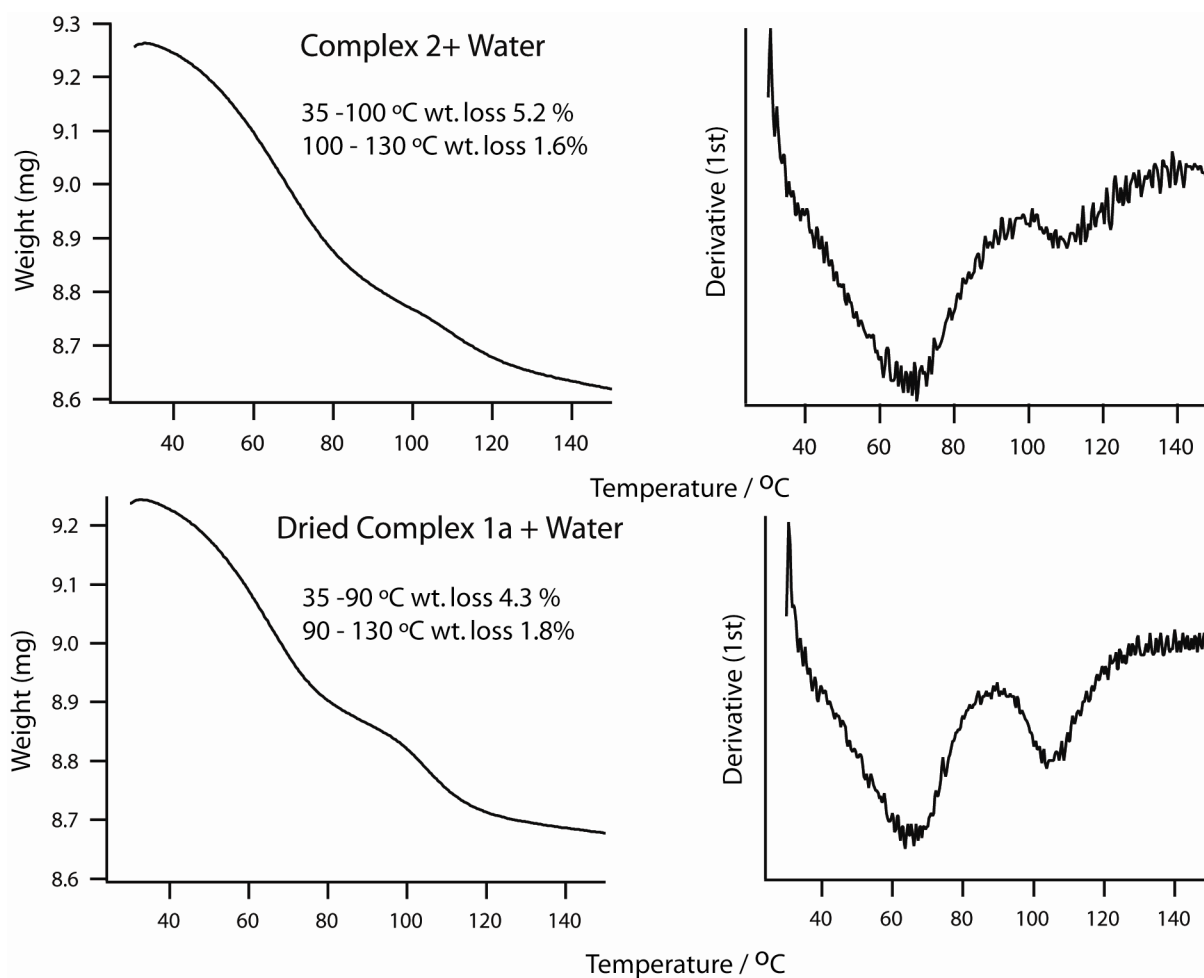 Complex 2+ Water
35 -100 ºC wt. loss 5.2 %
100 - 130 ºC wt. loss 1.6%
Weight (mg)
9.3
9.2
9.1
9.0
8.9
8.8
8.7
8.6
40 60 80 100 120 140
Derivative (1st)
40 60 80 100 120 140
Temperature / ºC
Dried Complex 1a + Water
35 -90 ºC wt. loss 4.3 %
90 - 130 ºC wt. loss 1.8%
Weight (mg)
9.2
9.1
9.0
8.9
8.8
8.7
8.6
40 60 80 100 120 140
Derivative (1st)
40 60 80 100 120 140
Temperature / ºC